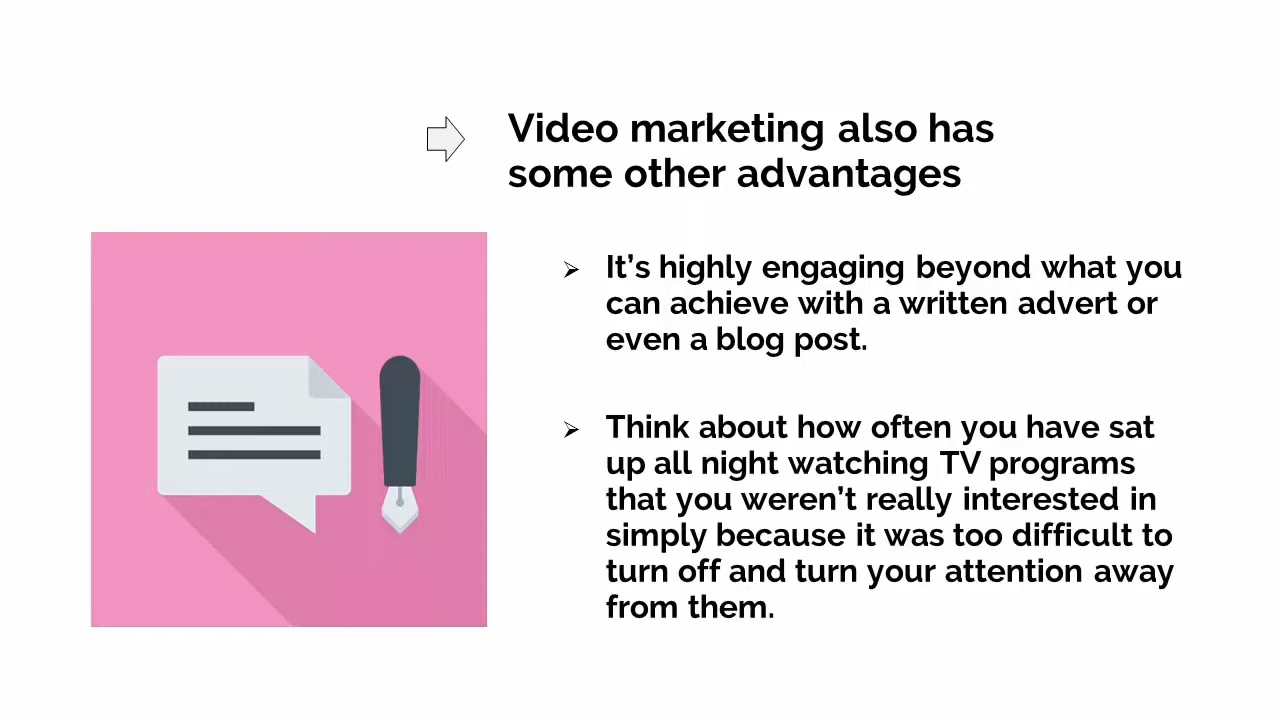 Video marketing also has
some other advantages
It’s highly engaging beyond what you
can achieve with a written advert or
even a blog post.
Think about how often you have sat
up all night watching TV programs
that you weren’t really interested in
simply because it was too difficult to
turn off and turn your attention away
from them.